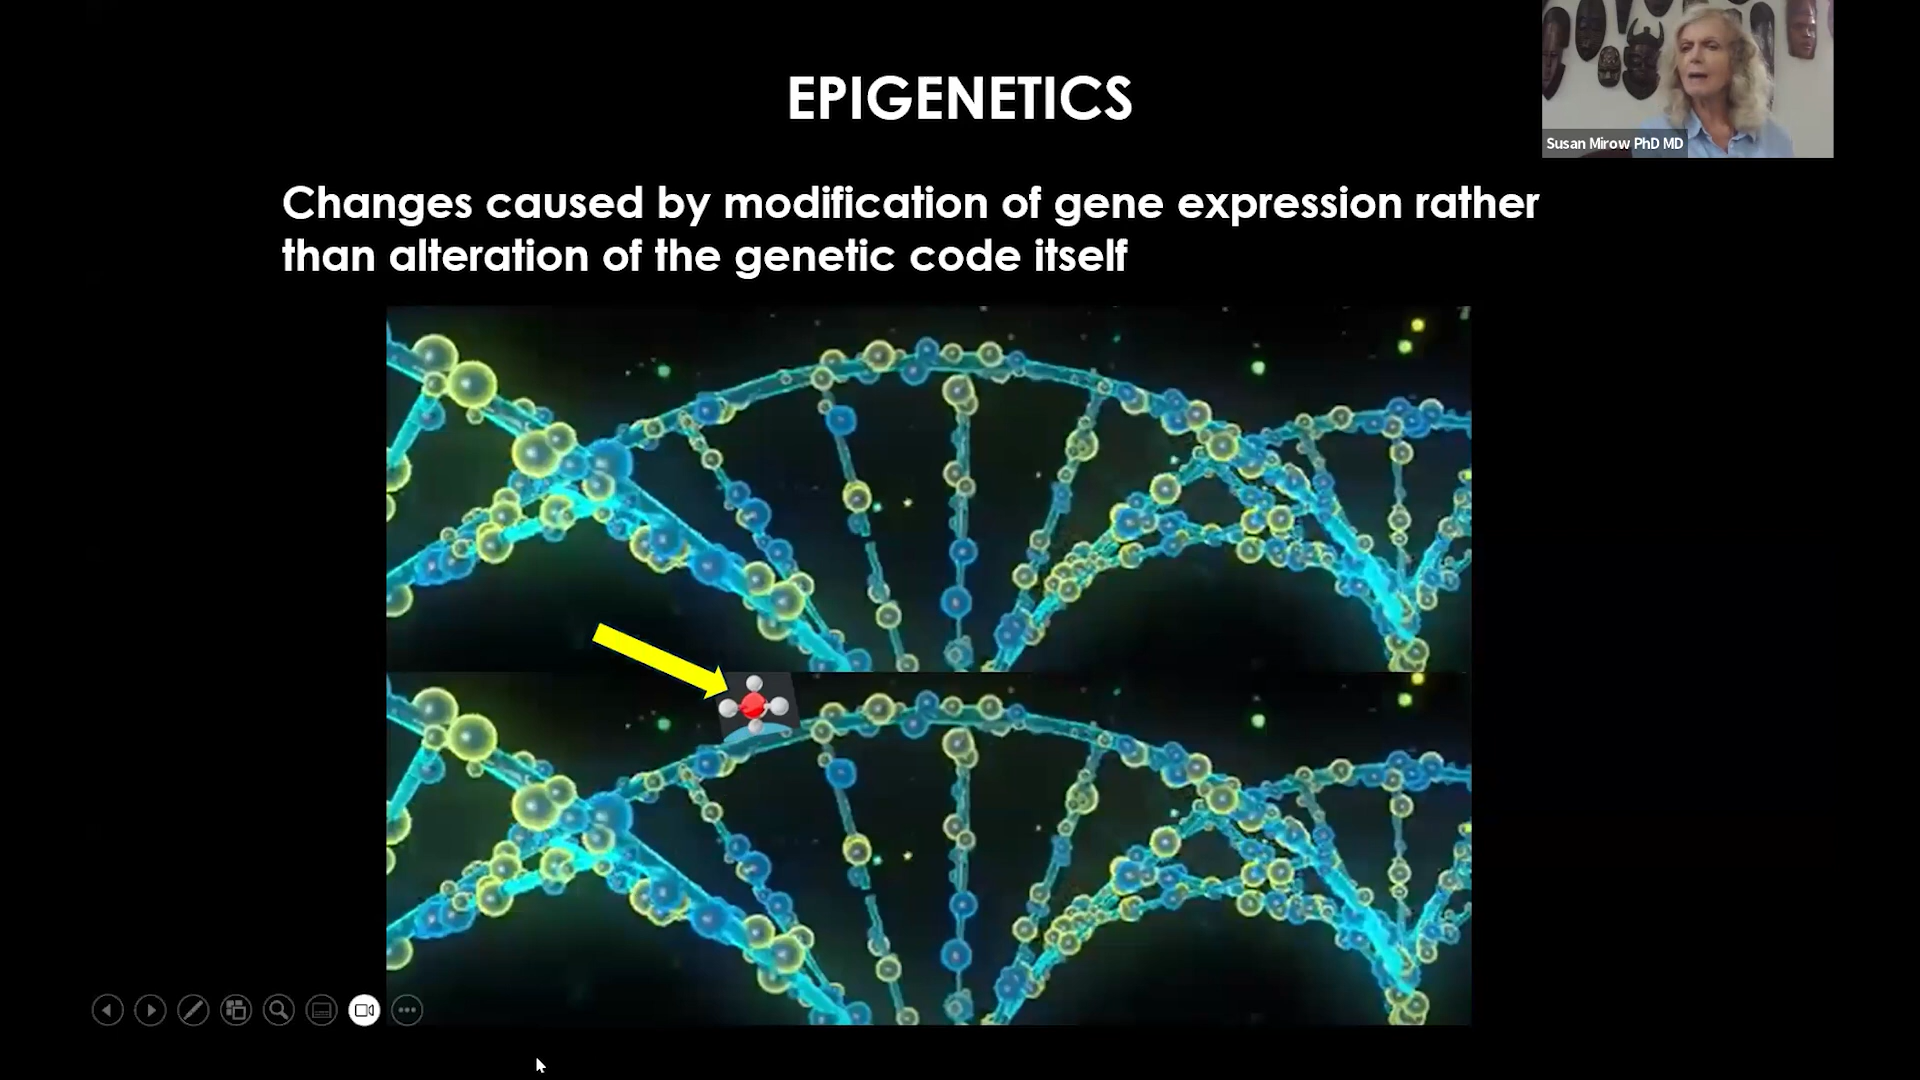 EPIGENETICS
Susan Mirow PhD MD
Changes caused by modification of gene expression rather
than alteration of the genetic code itself